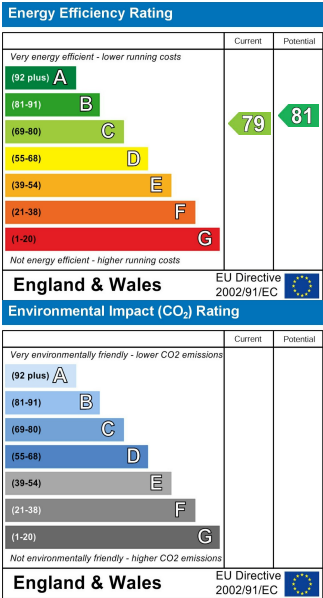 Energy Efficiency Rating
Current Potential
Very energy efficient - lower running costs
(92 plus) A
(81-91) B
(69-80) C
(55-68) D
(39-54) E
(21-38) F
(1-20) G
79
81
Not energy efficient - higher running costs
England & Wales
EU Directive
2002/91/EC
Environmental Impact (CO₂) Rating
Current Potential
Very environmentally friendly - lower CO2 emissions
(92 plus) A
(81-91) B
(69-80) C
(55-68) D
(39-54) E
(21-38) F
(1-20) G
Not environmentally friendly - higher CO2 emissions
England & Wales
EU Directive
2002/91/EC